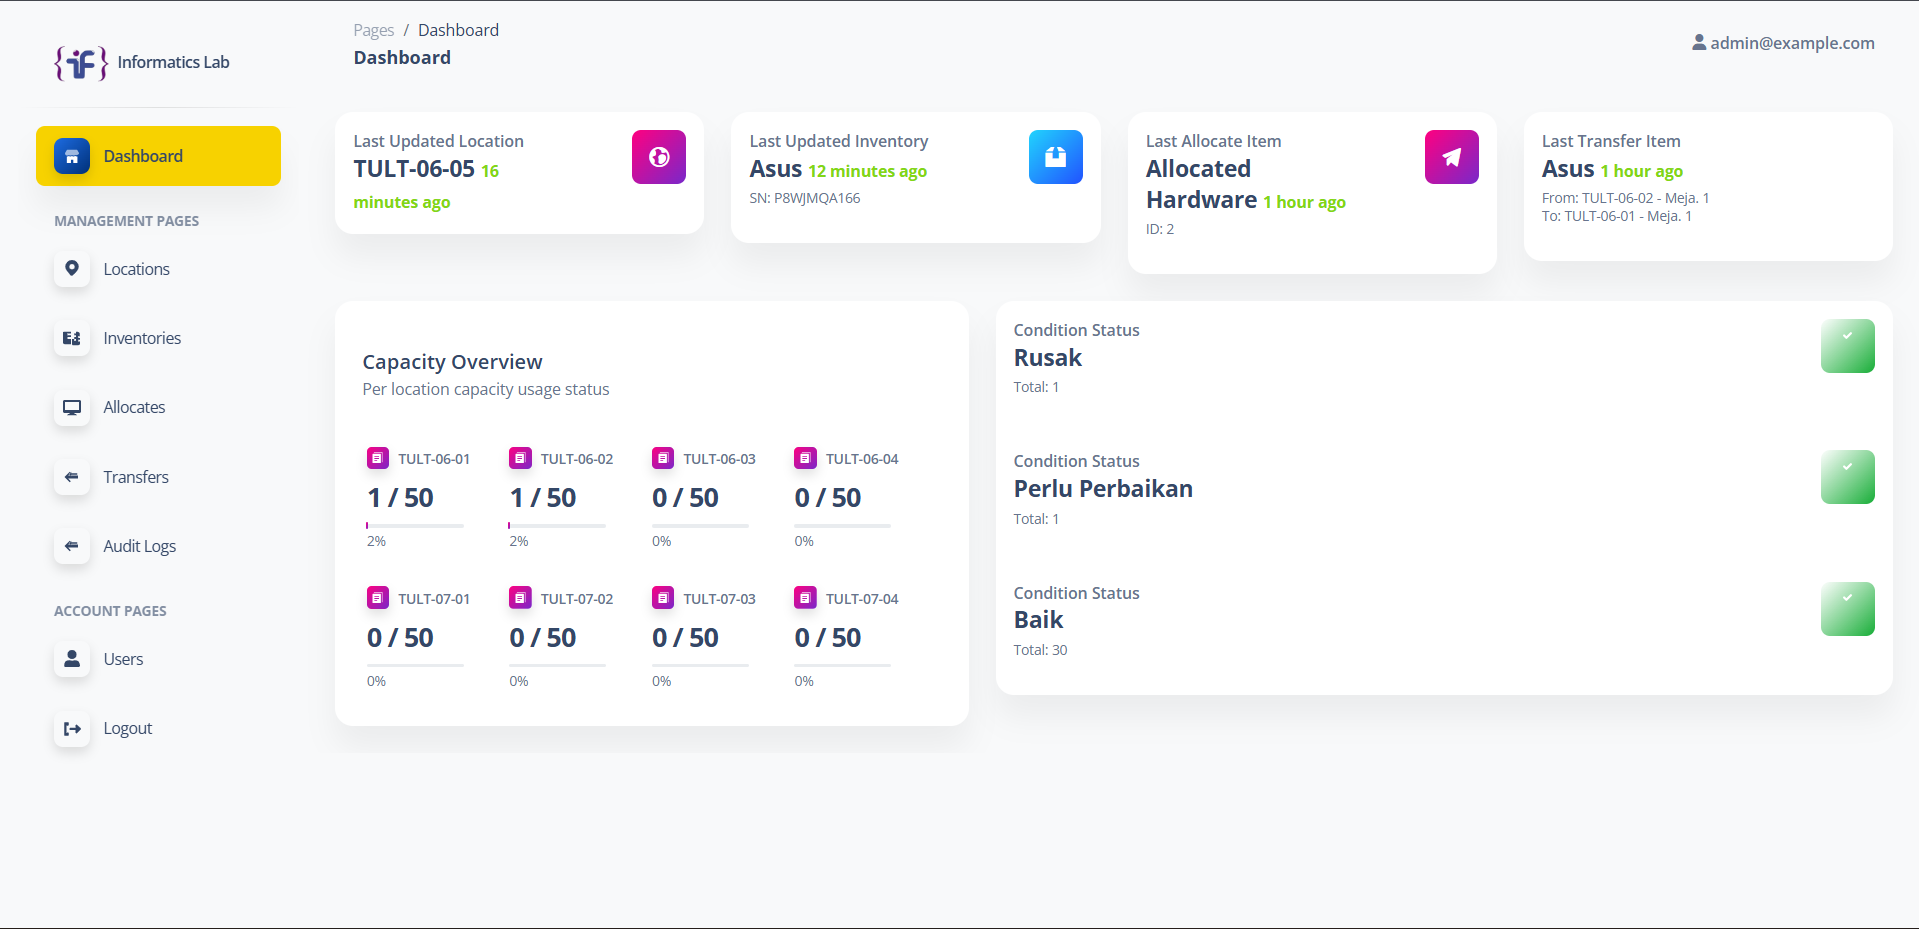 {if} Informatics Lab
Dashboard
MANAGEMENT PAGES
Locations
Inventories
Allocates
Transfers
Audit Logs
ACCOUNT PAGES
Users
Logout
Pages / Dashboard
Dashboard
admin@example.com
Last Updated Location
TULT-06-05 16
minutes ago
Last Updated Inventory
Asus 12 minutes ago
SN: P8WJMQA166
Last Allocate Item
Allocated
Hardware 1 hour ago
ID: 2
Last Transfer Item
Asus 1 hour ago
From: TULT-06-02 - Meja. 1
To: TULT-06-01 - Meja. 1
Capacity Overview
Per location capacity usage status
TULT-06-01
1 / 50
2%
TULT-06-02
1 / 50
2%
TULT-06-03
0 / 50
0%
TULT-06-04
0 / 50
0%
TULT-07-01
0 / 50
0%
TULT-07-02
0 / 50
0%
TULT-07-03
0 / 50
0%
TULT-07-04
0 / 50
0%
Condition Status
Rusak
Total: 1
Condition Status
Perlu Perbaikan
Total: 1
Condition Status
Baik
Total: 30